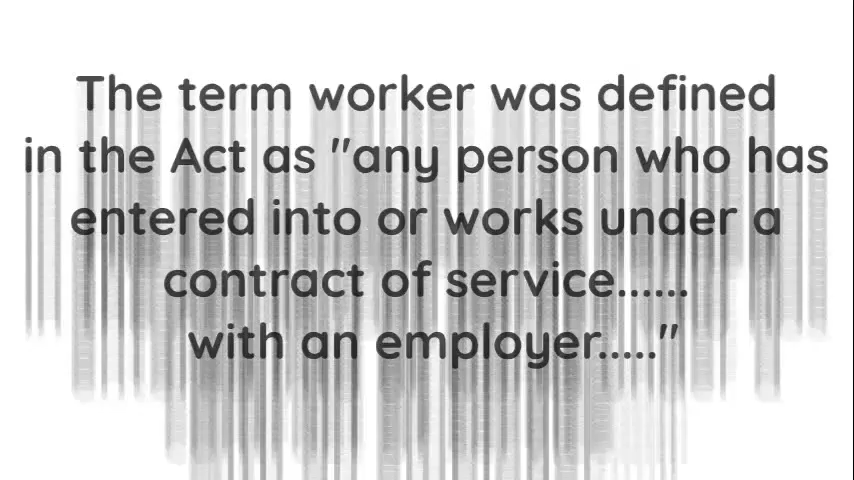 The term worker was defined
in the Act as "any person who has
entered into or works under a
contract of service......
with an employer....."